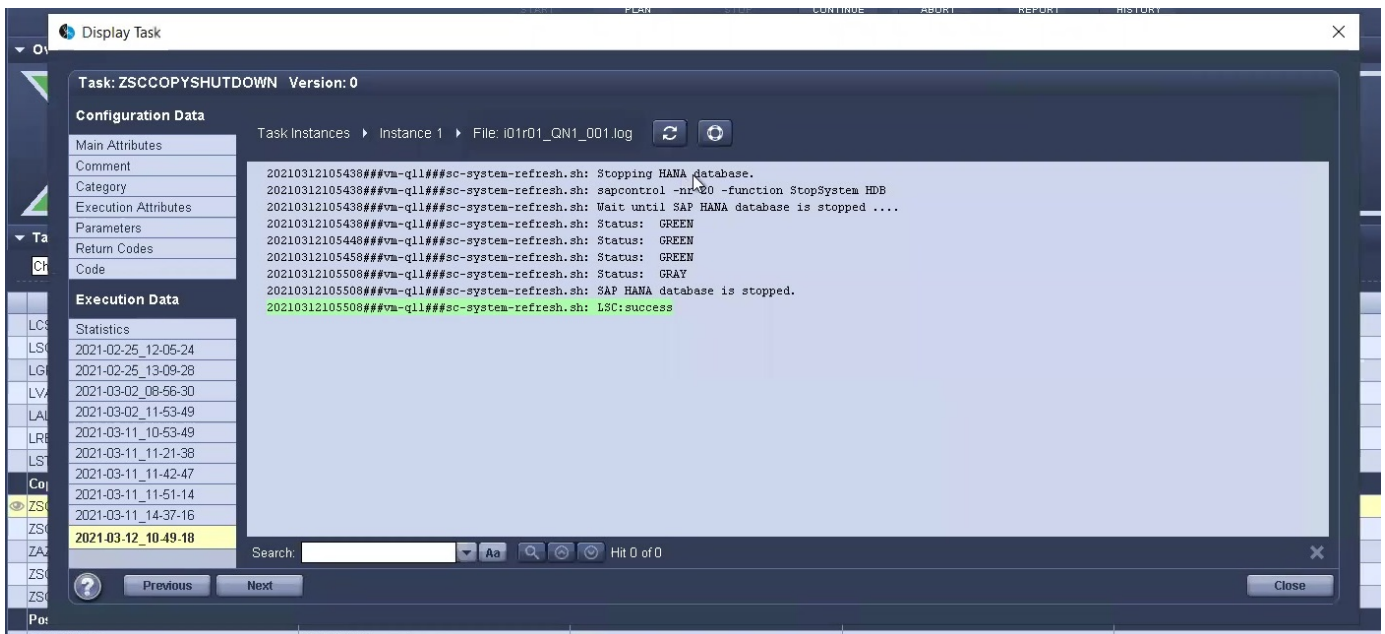 START PLAN STOP CONTINUE ABORT REPORT HISTORY
Display Task
Task: ZSCCOPYSHUTDOWN Version: 0
Configuration Data
Main Attributes
Comment
Category
Execution Attributes
Parameters
Return Codes
Code
Execution Data
Statistics
2021-02-25_12-05-24
2021-02-25_13-09-28
2021-03-02_08-56-30
2021-03-02_11-53-49
2021-03-11_10-53-49
2021-03-11_11-21-38
2021-03-11_11-42-47
2021-03-11_11-51-14
2021-03-11_14-37-16
2021-03-12_10-49-18
Task Instances Instance 1 File: i01r01_QN1_001.log
20210312105438###vm-ql1###sc-system-refresh.sh: Stopping HANA database.
20210312105438###vm-ql1###sc-system-refresh.sh: sapcontrol -nr 20 -function StopSystem HDB
20210312105438###vm-ql1###sc-system-refresh.sh: Wait until SAP HANA database is stopped ....
20210312105438###vm-ql1###sc-system-refresh.sh: Status: GREEN
20210312105448###vm-ql1###sc-system-refresh.sh: Status: GREEN
20210312105458###vm-ql1###sc-system-refresh.sh: Status: GREEN
20210312105508###vm-ql1###sc-system-refresh.sh: Status: GRAY
20210312105508###vm-ql1###sc-system-refresh.sh: SAP HANA database is stopped.
20210312105508###vm-ql1###sc-system-refresh.sh: LSC:success
Search: Aa Hit 0 of 0
? Previous Next Close